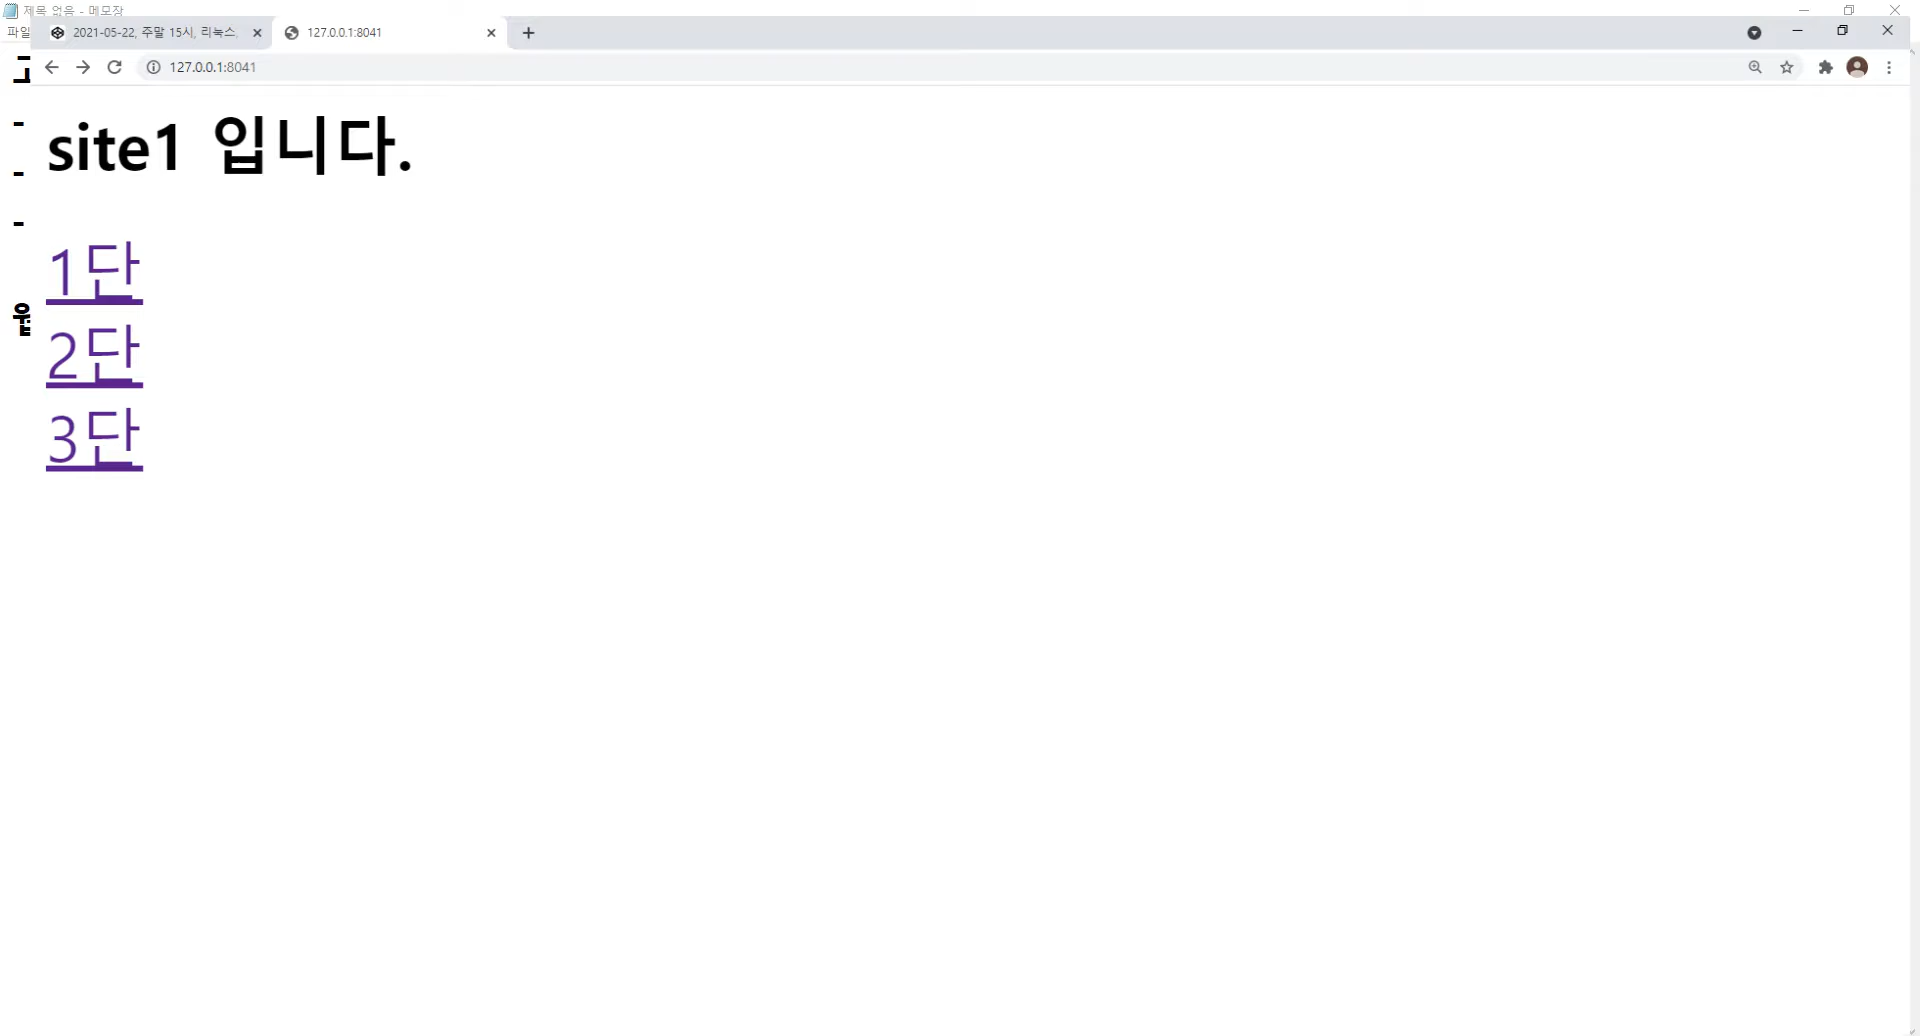 제목 없음 - 메모장
파일
2021-05-22, 주말 15시, 리눅스,
127.0.0.1:8041
127.0.0.1:8041
-
-
-
site1 입니다.
1단
2단
3단